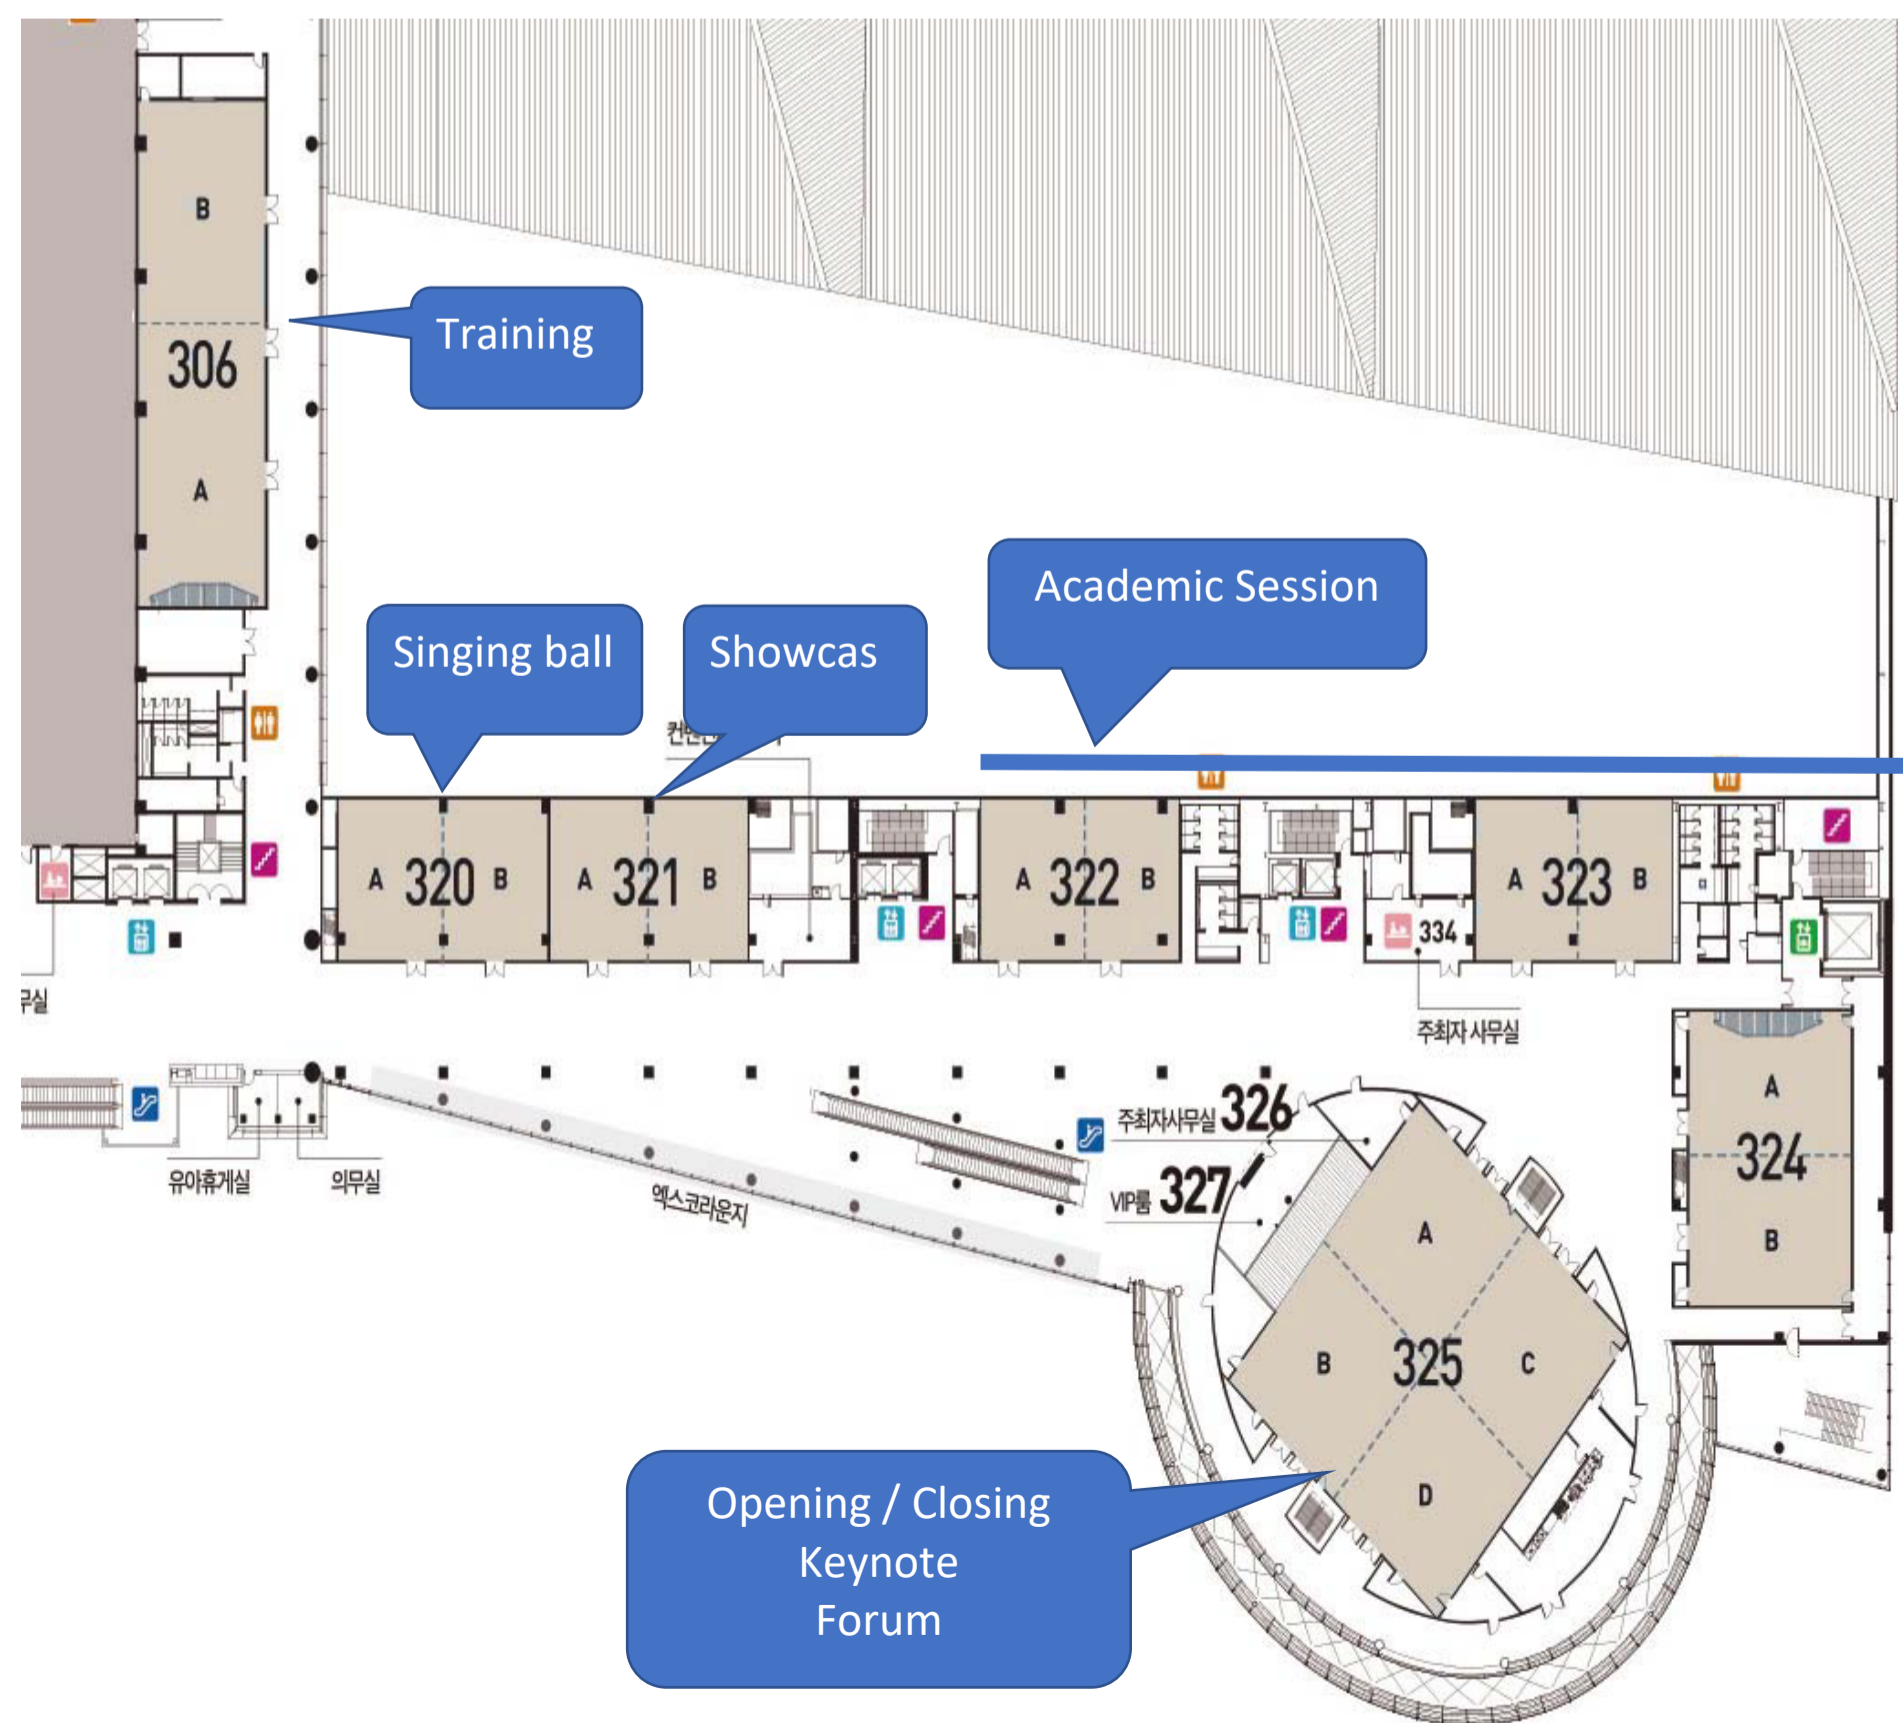 B
Training
306
A
Academic Session
Singing ball
Showcas
A 320 B
A 321 B
A 322 B
A 323 B
334
무실
주최자 사무실
A
324
B
주최자사무실 326
VIP룸 327
유아휴게실
의무실
엑스코라운지
A
B 325 C
D
Opening / Closing
Keynote
Forum